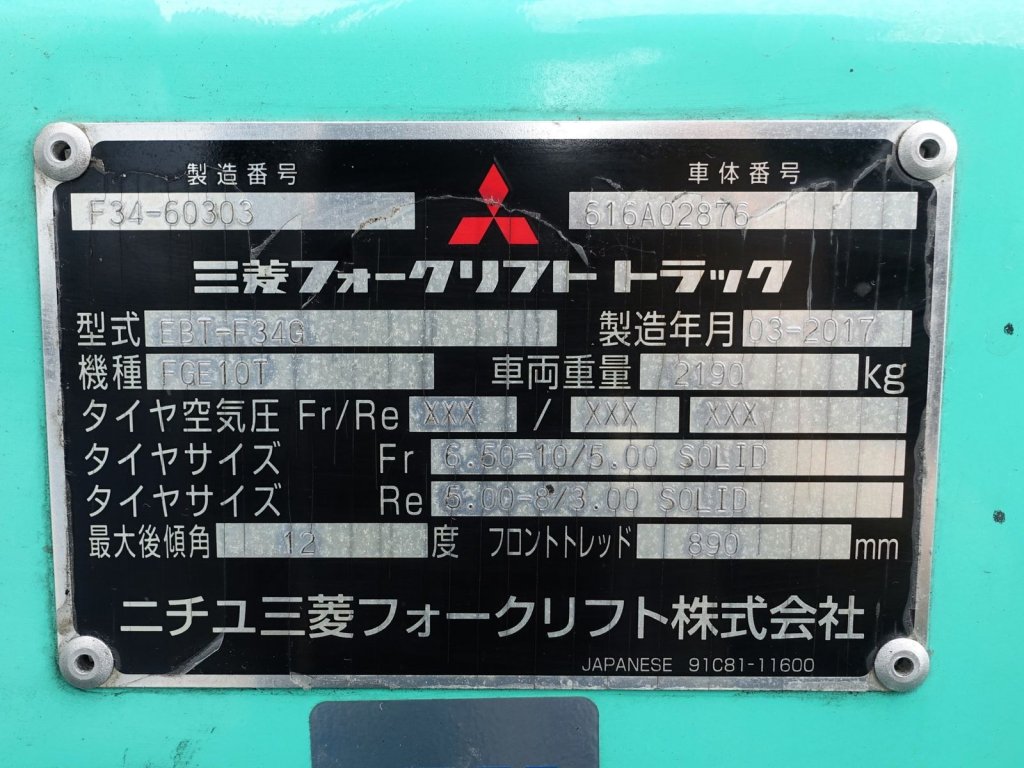 製造番号 車体番号
F34-60303 616A02876
三菱フォークリフト トラック
型式 EBT-F34G 製造年月 03-2017
機種 FGE10T 車両重量 2190 kg
タイヤ空気圧 Fr/Re XXX / XXX XXX
タイヤサイズ Fr 6.50-10/5.00 SOLID
タイヤサイズ Re 5.00-8/3.00 SOLID
最大後傾角 12 度 フロントトレッド 890 mm
ニチユ三菱フォークリフト株式会社
JAPANESE 91C81-11600